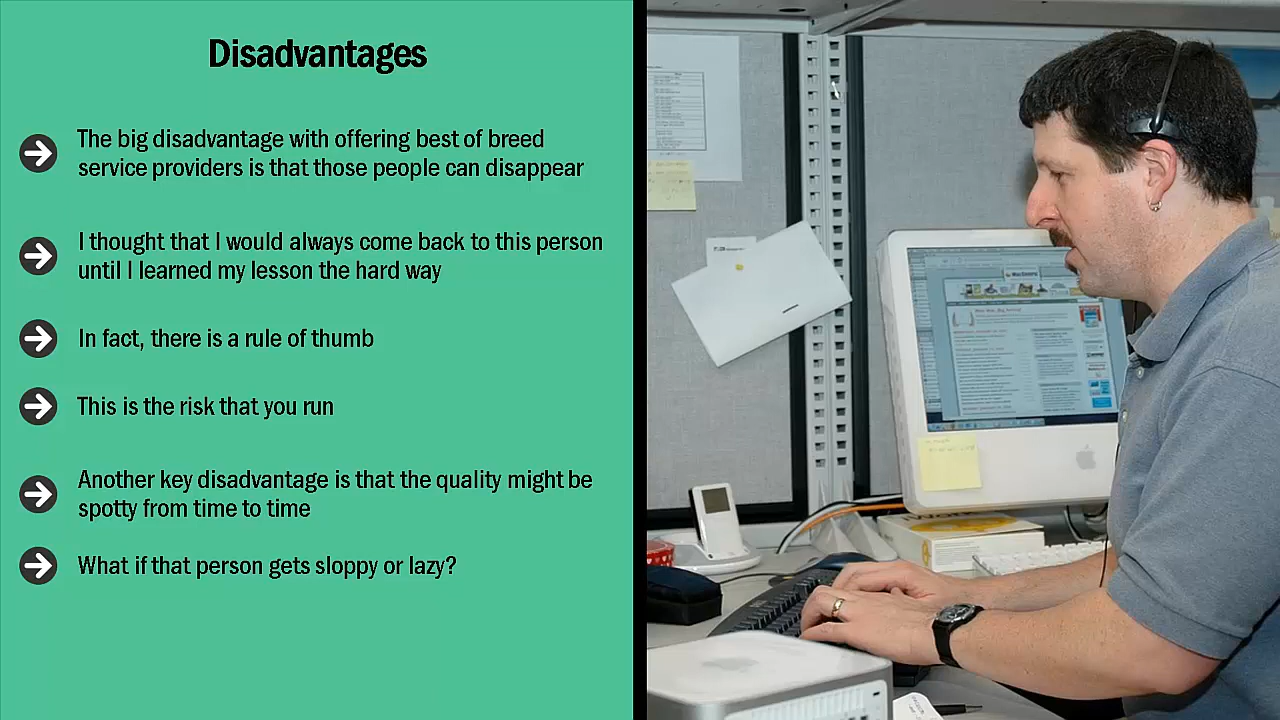 Disadvantages
The big disadvantage with offering best of breed
service providers is that those people can disappear
I thought that I would always come back to this person
until I learned my lesson the hard way
In fact, there is a rule of thumb
This is the risk that you run
Another key disadvantage is that the quality might be
spotty from time to time
What if that person gets sloppy or lazy?